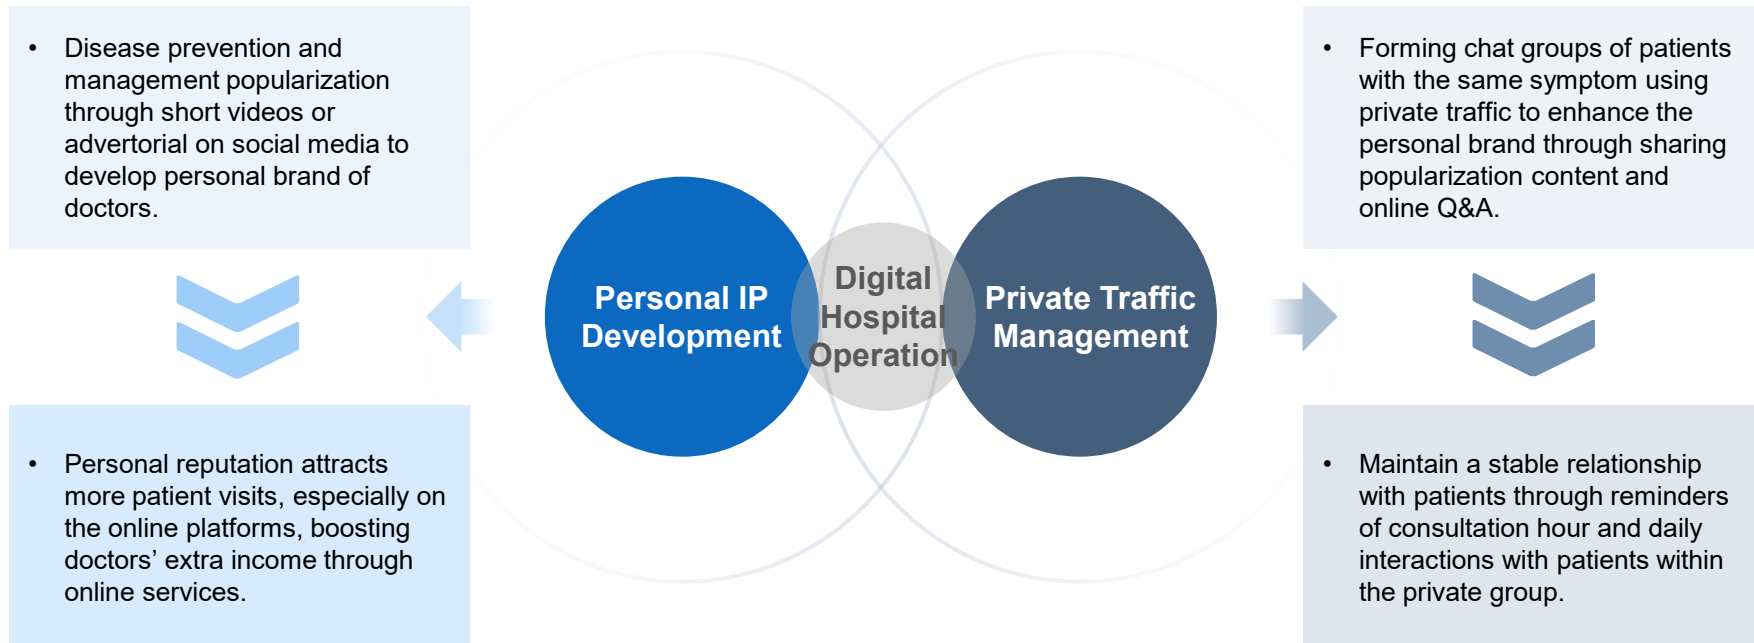 • Disease prevention and
management popularization
through short videos or
advertorial on social media to
develop personal brand of
doctors.
• Personal reputation attracts
more patient visits, especially on
the online platforms, boosting
doctors’ extra income through
online services.
Personal IP
Development
Digital
Hospital
Operation
Private Traffic
Management
• Forming chat groups of patients
with the same symptom using
private traffic to enhance the
personal brand through sharing
popularization content and
online Q&A.
• Maintain a stable relationship
with patients through reminders
of consultation hour and daily
interactions with patients within
the private group.